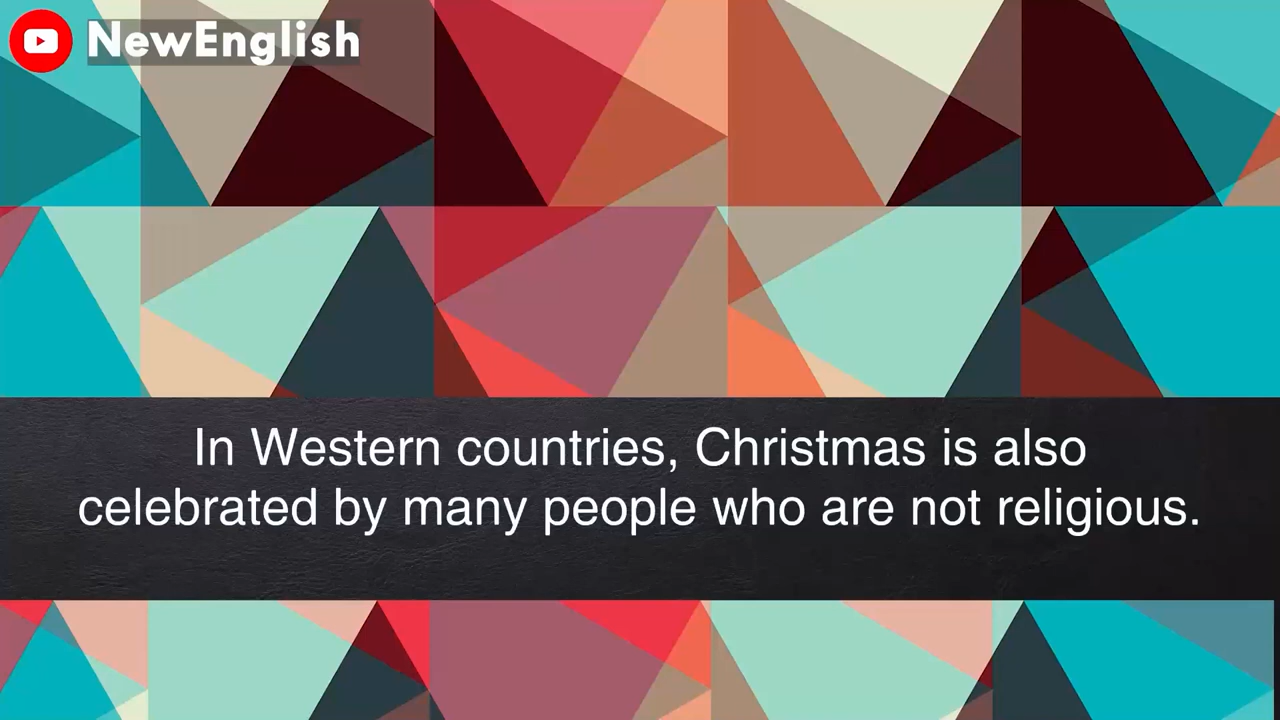 NewEnglish
In Western countries, Christmas is also
celebrated by many people who are not religious.